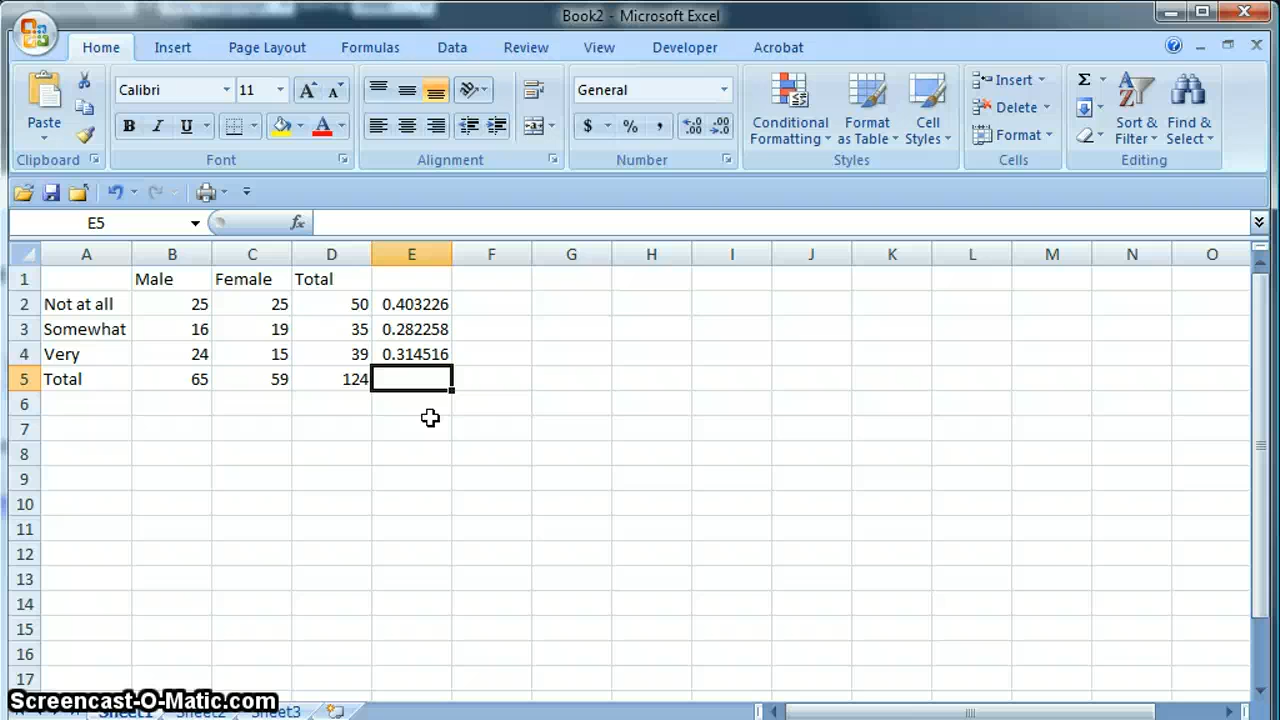 Book2 - Microsoft Excel
Home Insert Page Layout Formulas Data Review View Developer Acrobat
Calibri 11 General Insert Σ
Paste B I U $ % , Conditional Formatting Format as Table Cell Styles Delete Format Sort & Filter Find & Select
Clipboard Font Alignment Number Styles Cells Editing
E5 fx
A B C D E F G H I J K L M N O
1 Male Female Total
2 Not at all 25 25 50 0.403226
3 Somewhat 16 19 35 0.282258
4 Very 24 15 39 0.314516
5 Total 65 59 124
6
7
8
9
10
11
12
13
14
15
16
17
Screencast-O-Matic.com
Sheet1 Sheet2 Sheet3